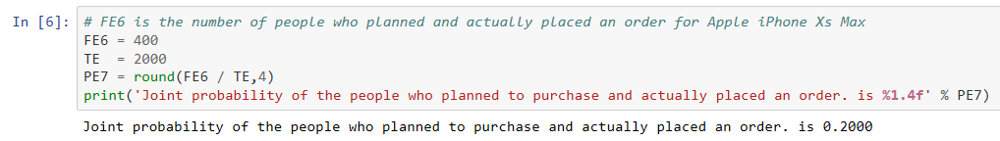 In [6]: # FE6 is the number of people who planned and actually placed an order for Apple iPhone Xs Max
FE6 = 400
TE  = 2000
PE7 = round(FE6 / TE,4)
print('Joint probability of the people who planned to purchase and actually placed an order. is %1.4f' % PE7)
Joint probability of the people who planned to purchase and actually placed an order. is 0.2000